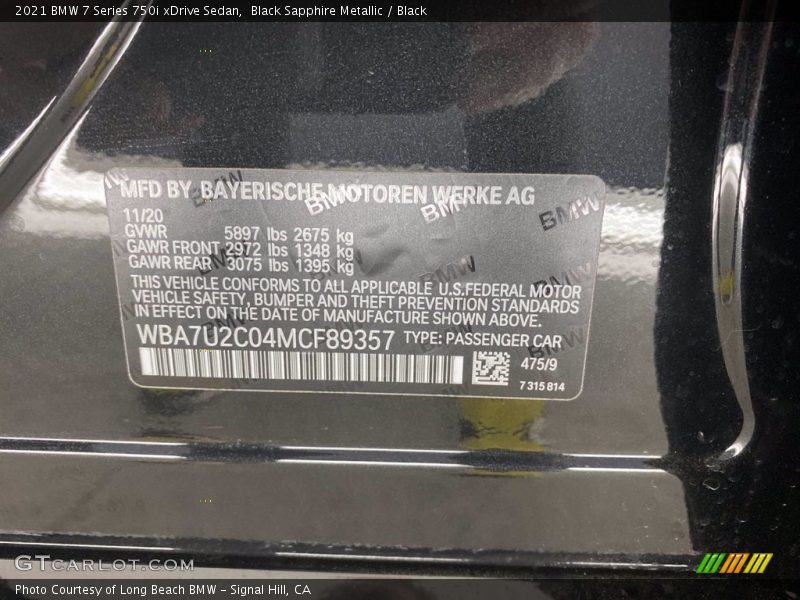 2021 BMW 7 Series 750i xDrive Sedan,  Black Sapphire Metallic / Black
MFD BY BAYERISCHE MOTOREN WERKE AG
11/20
GVWR 5897 lbs 2675 kg
GAWR FRONT 2972 lbs 1348 kg
GAWR REAR 3075 lbs 1395 kg
THIS VEHICLE CONFORMS TO ALL APPLICABLE U.S.FEDERAL MOTOR
VEHICLE SAFETY, BUMPER AND THEFT PREVENTION STANDARDS
IN EFFECT ON THE DATE OF MANUFACTURE SHOWN ABOVE.
WBA7U2C04MCF89357 TYPE: PASSENGER CAR
475/9
7 315 814
GTCARLOT.COM
Photo Courtesy of Long Beach BMW - Signal Hill, CA